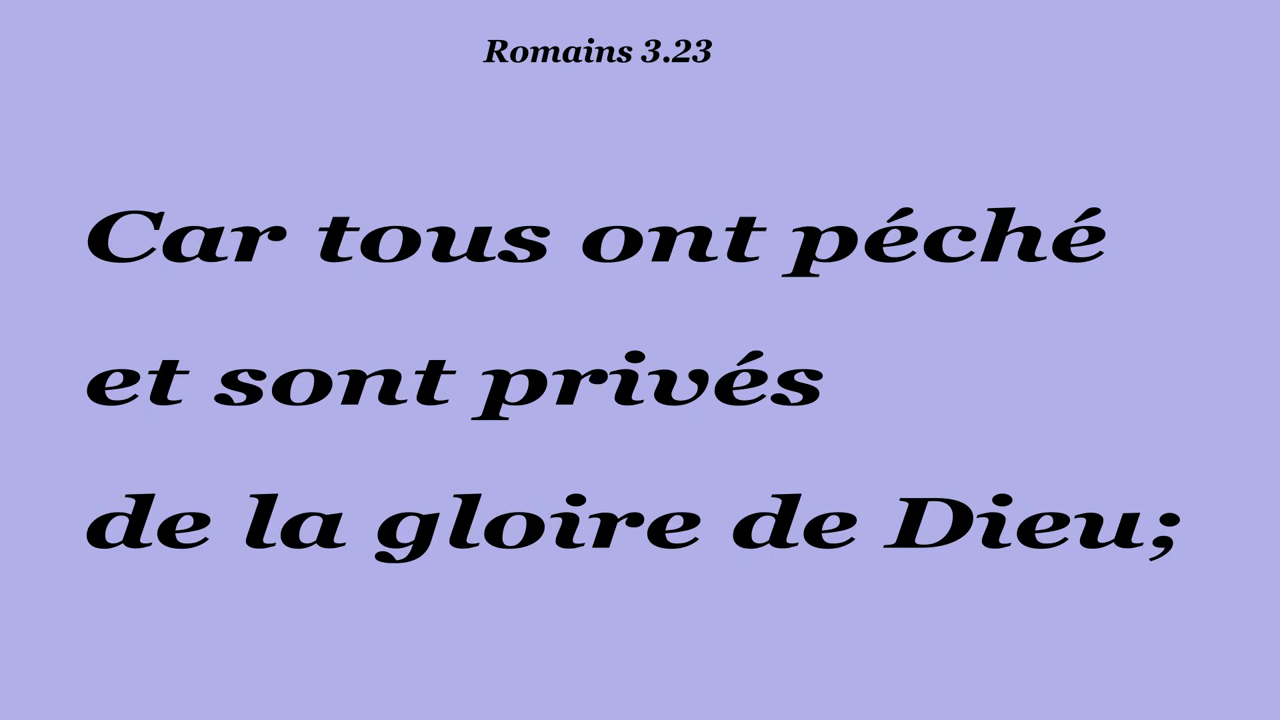 Romains 3.23
Car tous ont péché
et sont privés
de la gloire de Dieu;